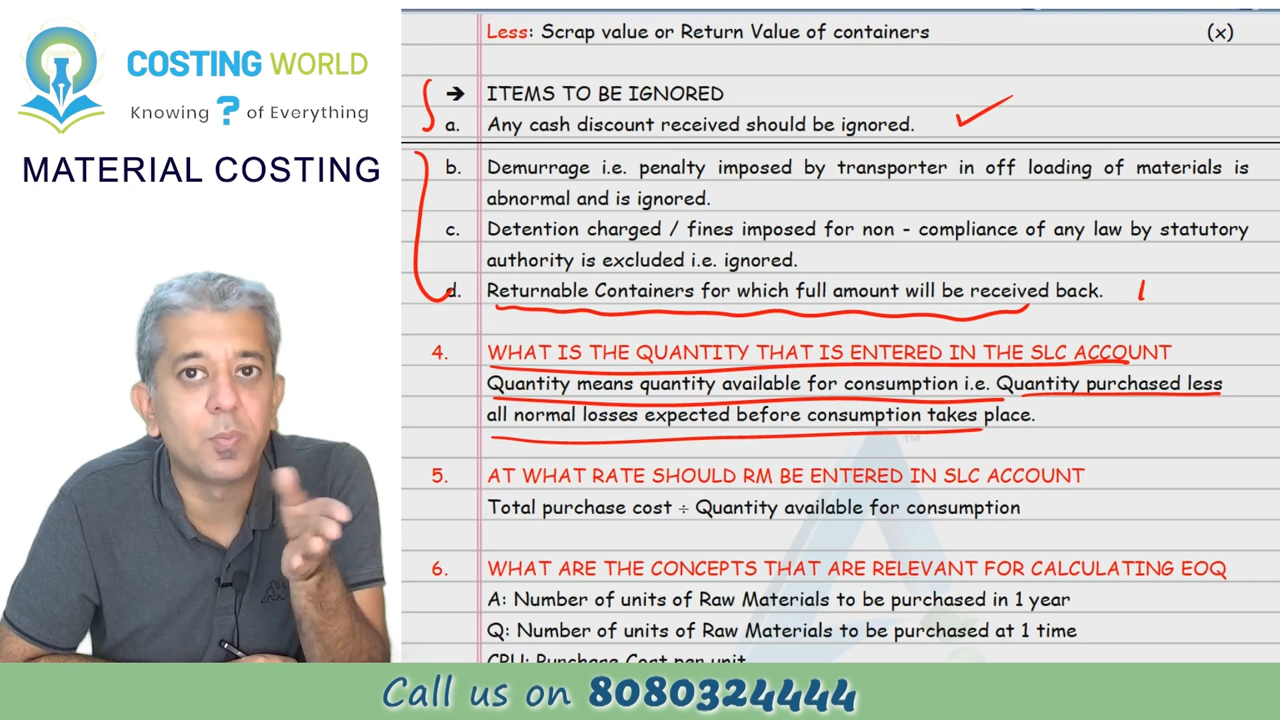 COSTING WORLD
Knowing ? of Everything
MATERIAL COSTING
Less: Scrap value or Return Value of containers (x)
➔ ITEMS TO BE IGNORED
a. Any cash discount received should be ignored.
b. Demurrage i.e. penalty imposed by transporter in off loading of materials is
abnormal and is ignored.
c. Detention charged / fines imposed for non - compliance of any law by statutory
authority is excluded i.e. ignored.
d. Returnable Containers for which full amount will be received back.
4. WHAT IS THE QUANTITY THAT IS ENTERED IN THE SLC ACCOUNT
Quantity means quantity available for consumption i.e. Quantity purchased less
all normal losses expected before consumption takes place.
TM
5. AT WHAT RATE SHOULD RM BE ENTERED IN SLC ACCOUNT
Total purchase cost ÷ Quantity available for consumption
6. WHAT ARE THE CONCEPTS THAT ARE RELEVANT FOR CALCULATING EOQ
A: Number of units of Raw Materials to be purchased in 1 year
Q: Number of units of Raw Materials to be purchased at 1 time
CPU: Purchase Cost per unit
Call us on 8080324444